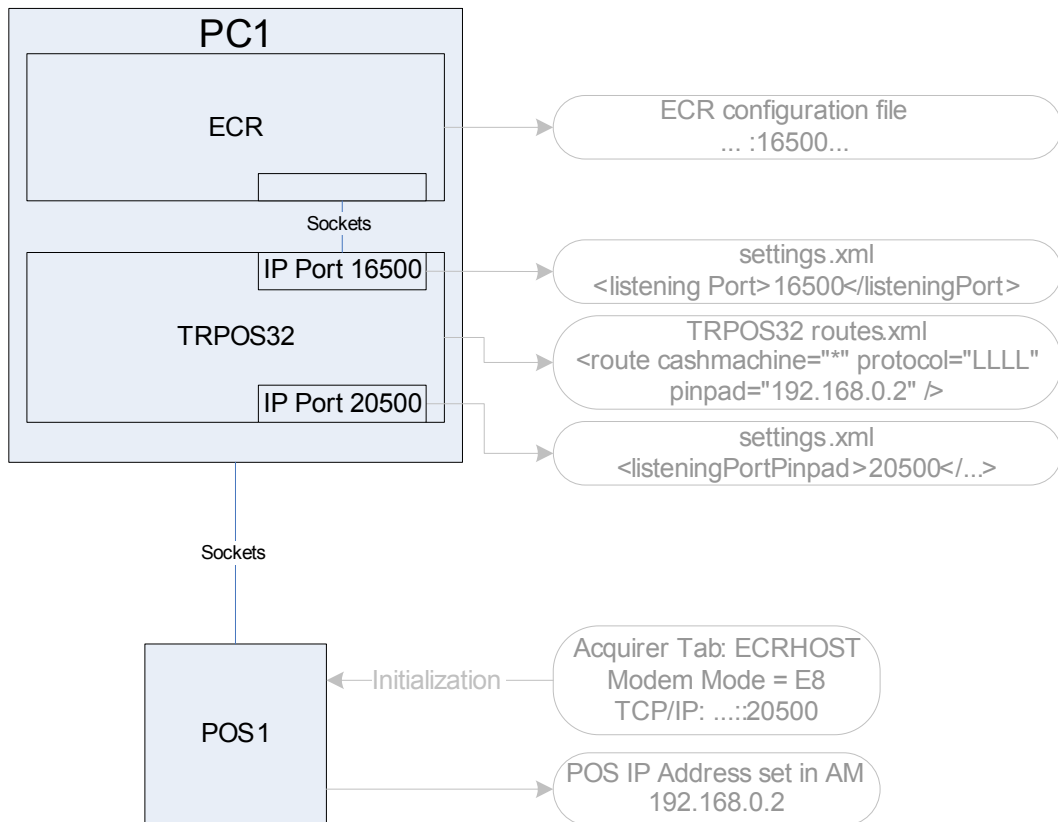 PC1
ECR
ECR configuration file
... :16500...
Sockets
IP Port 16500
settings.xml
<listening Port>16500</listeningPort>
TRPOS32
TRPOS32 routes.xml
<route cashmachine="*" protocol="LLLL"
pinpad="192.168.0.2" />
IP Port 20500
settings.xml
<listeningPortPinpad>20500</...>
Sockets
Initialization
Acquirer Tab: ECRHOST
Modem Mode = E8
TCP/IP: ...::20500
POS1
POS IP Address set in AM
192.168.0.2